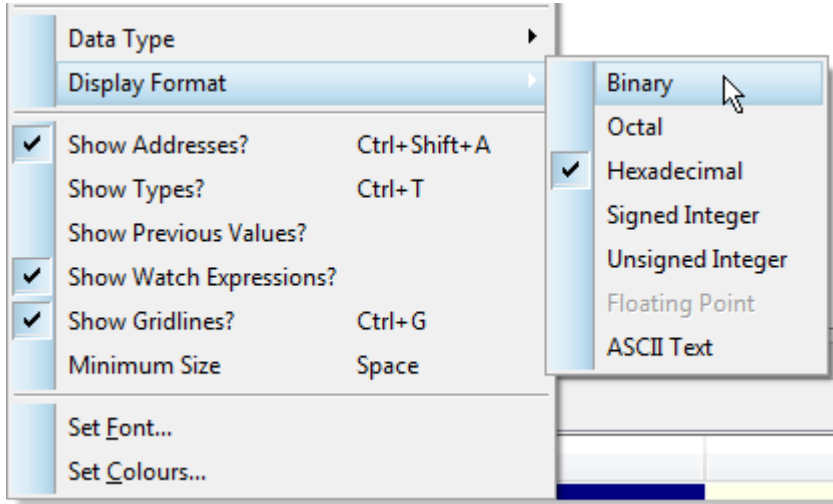 Data Type
Display Format
Show Addresses? Ctrl+Shift+A
Show Types? Ctrl+T
Show Previous Values?
Show Watch Expressions?
Show Gridlines? Ctrl+G
Minimum Size Space
Set Font...
Set Colours...
Binary
Octal
Hexadecimal
Signed Integer
Unsigned Integer
Floating Point
ASCII Text